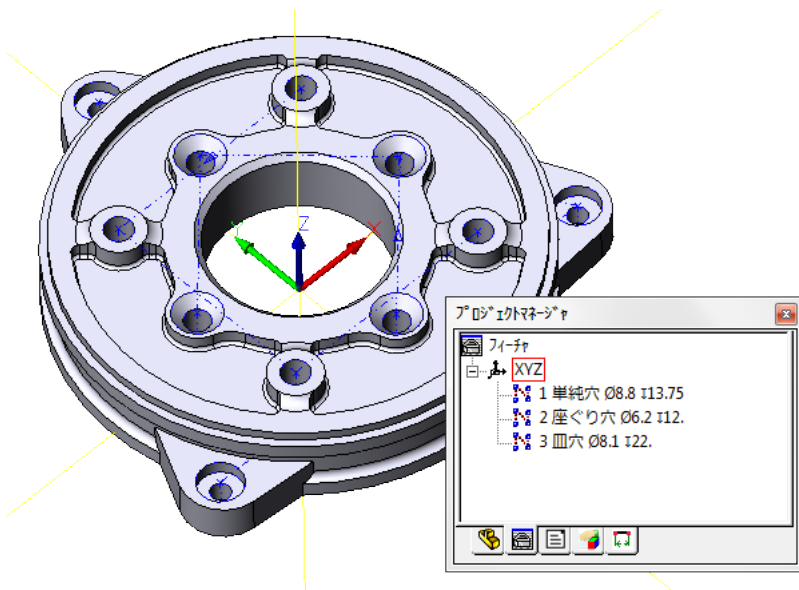 プロジェクトマネージャ
フィーチャ
XYZ
1 単純穴 Ø8.8 ↧13.75
2 座ぐり穴 Ø6.2 ↧12.
3 皿穴 Ø8.1 ↧22.
Y
Z
X